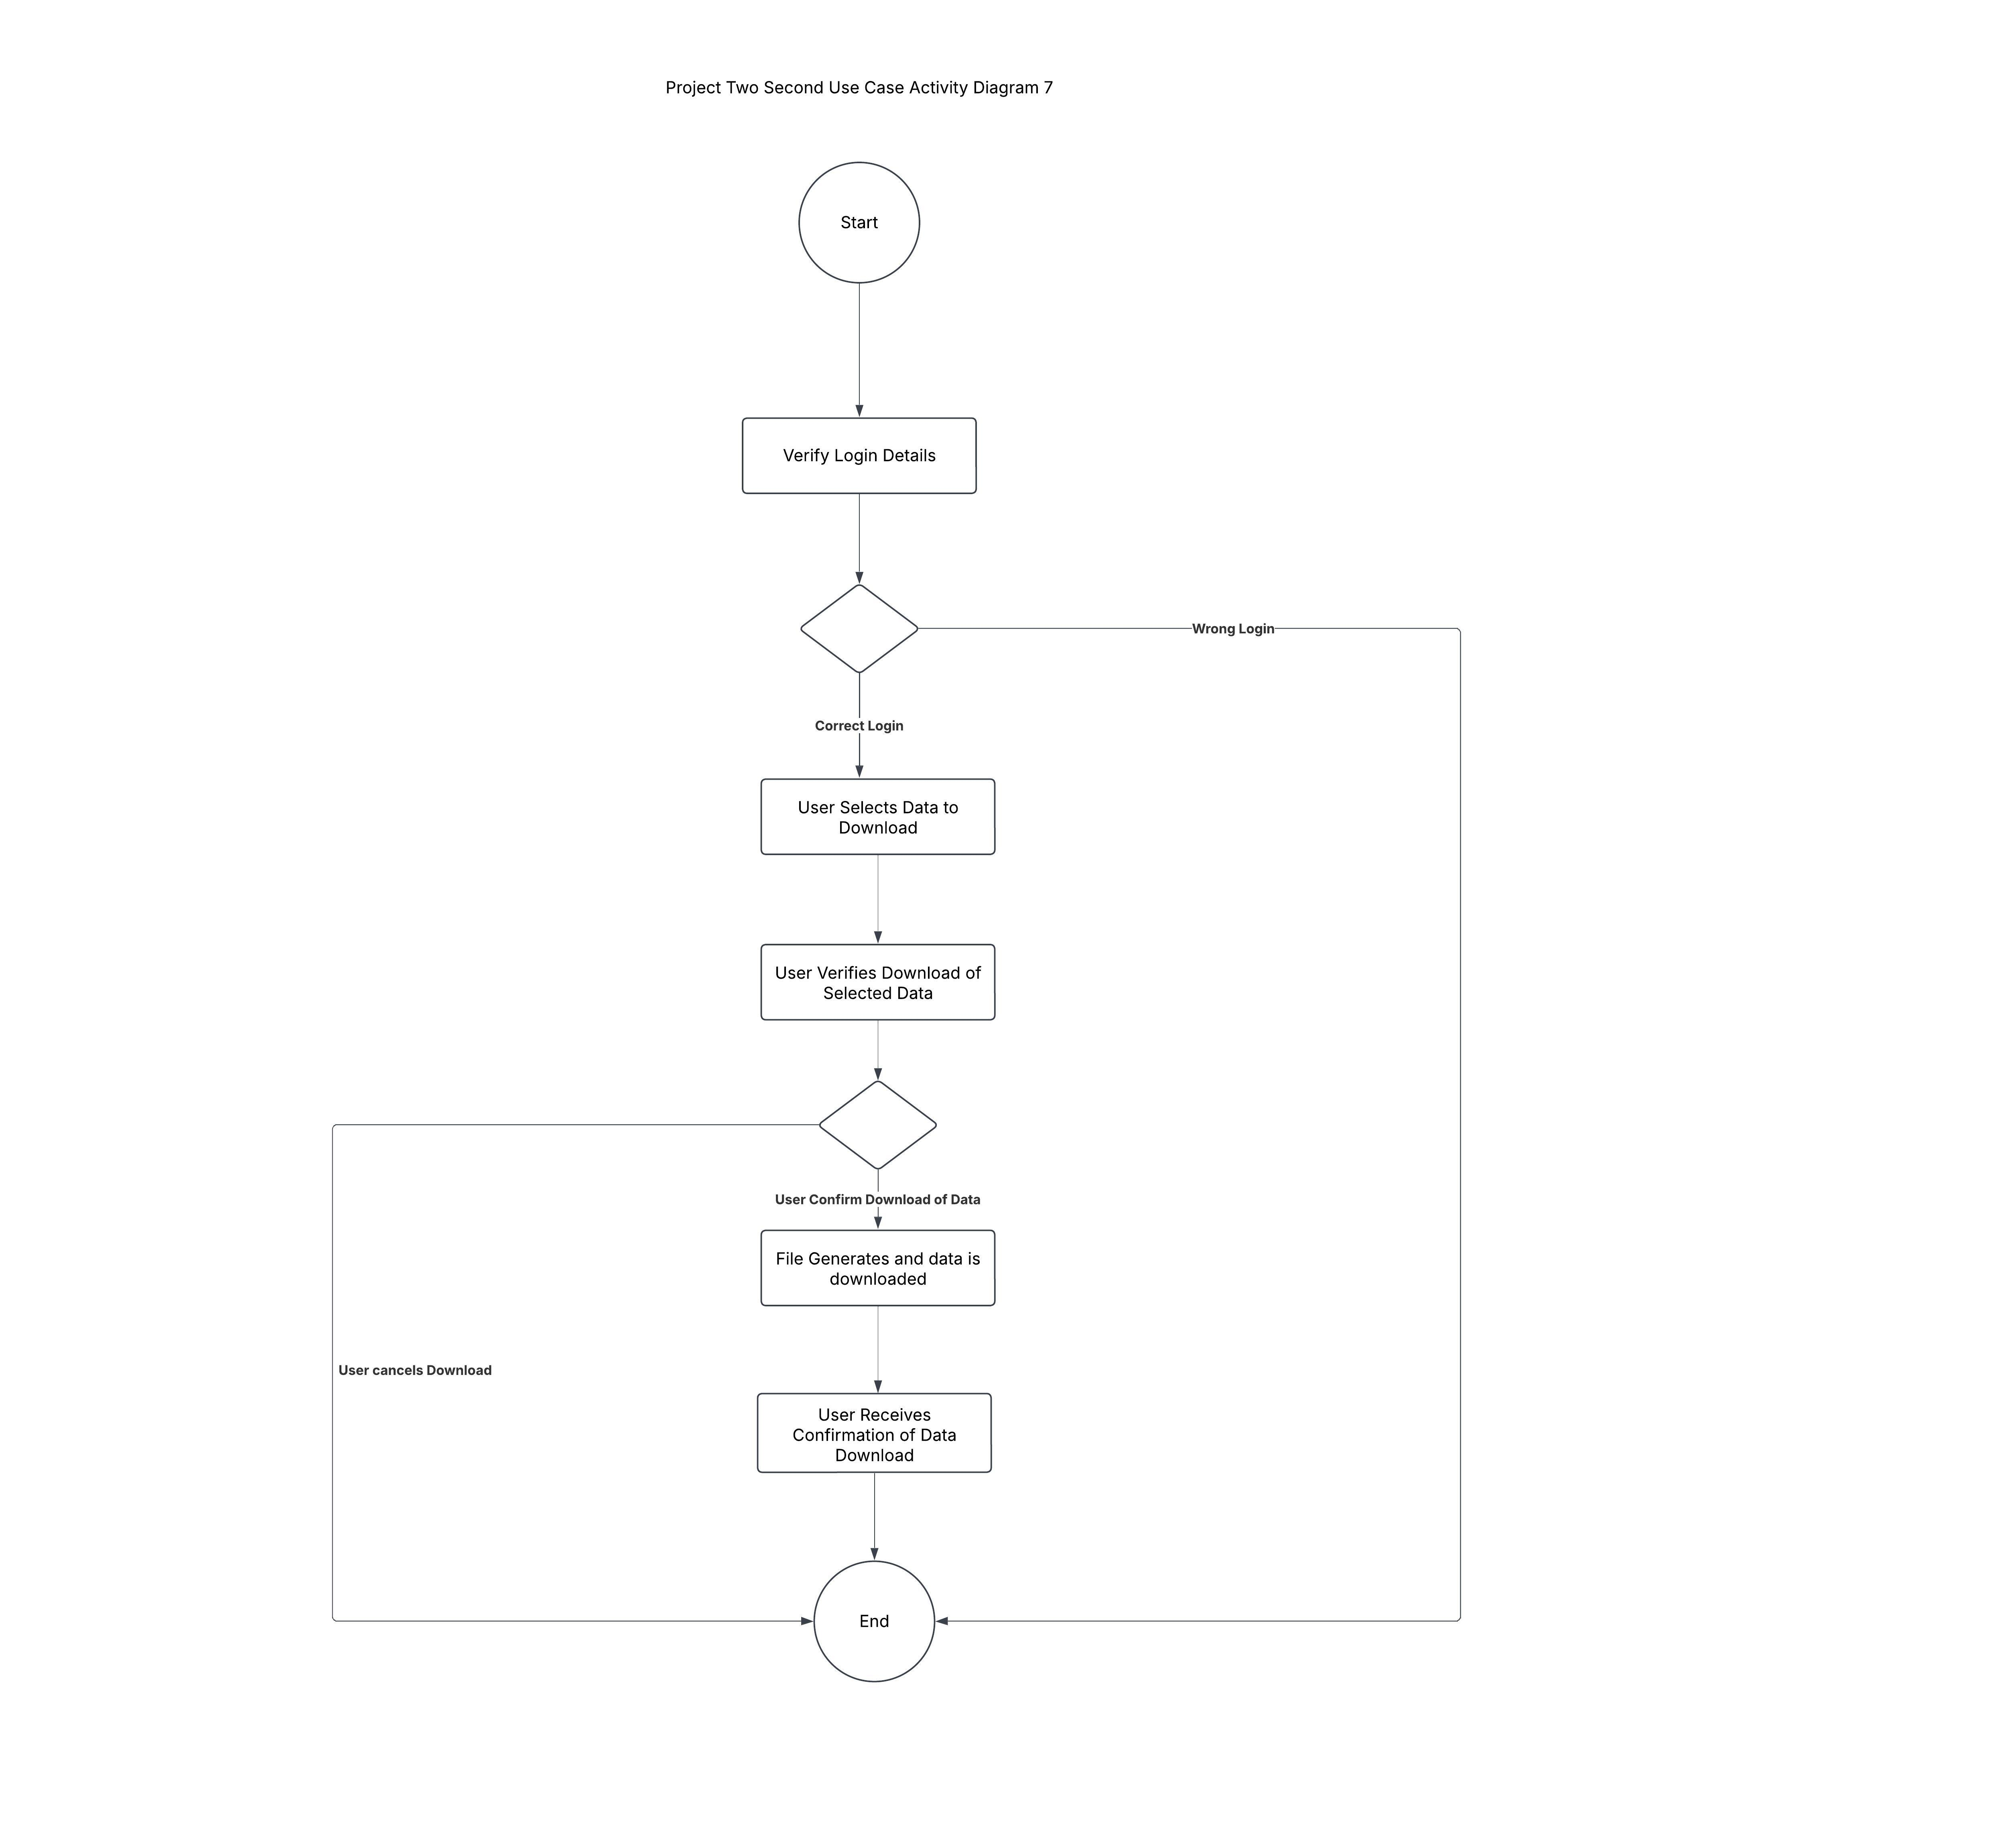 Project Two Second Use Case Activity Diagram 7
Start
Verify Login Details
Wrong Login
Correct Login
User Selects Data to
Download
User Verifies Download of
Selected Data
User Confirm Download of Data
File Generates and data is
downloaded
User cancels Download
User Receives
Confirmation of Data
Download
End